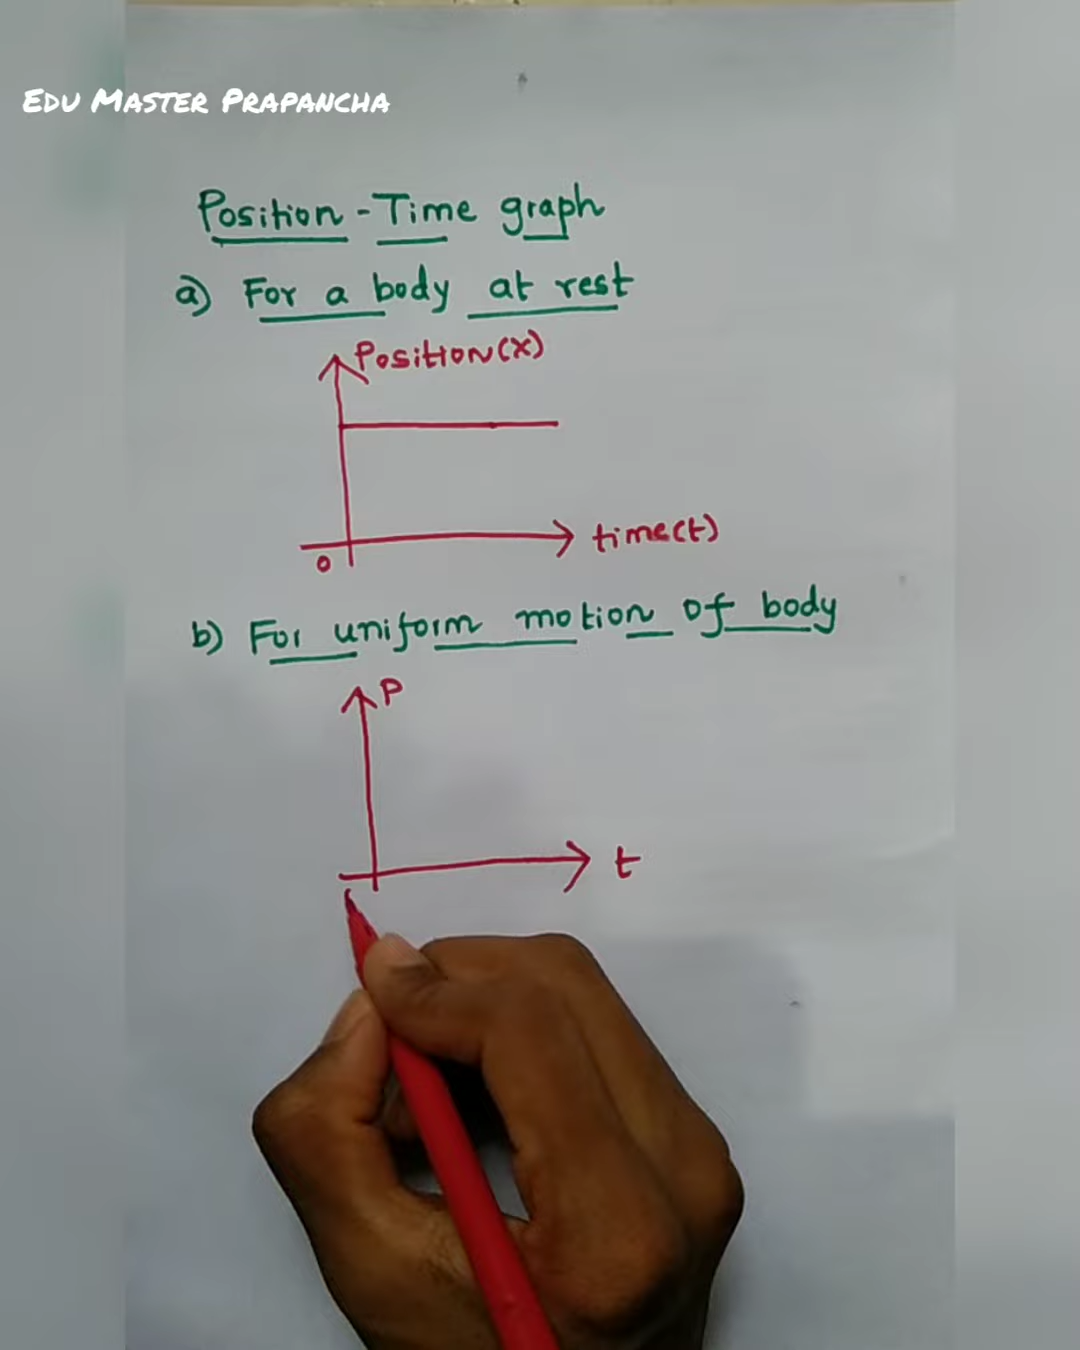 EDU MASTER PRAPANCHA
Position - Time graph
a) For a body at rest
Position(x)
time(t)
0
b) For uniform motion of body
P
t